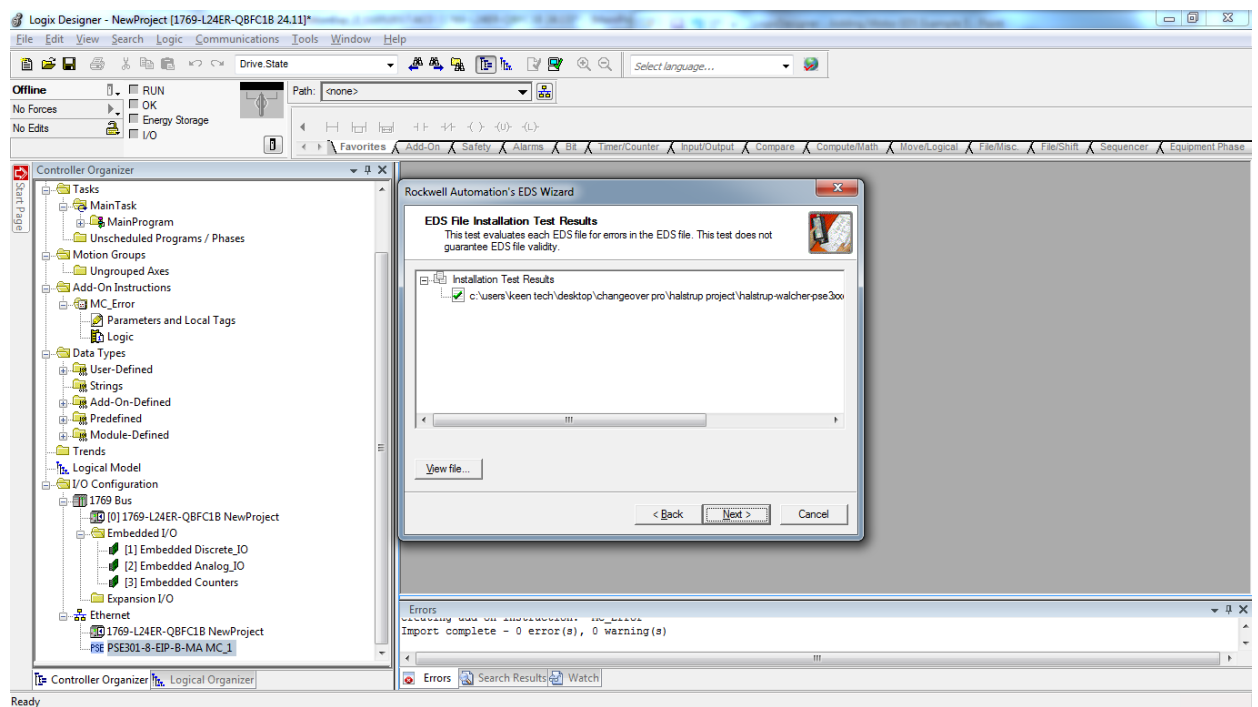 Logix Designer - NewProject [1769-L24ER-QBFC1B 24.11]*
File Edit View Search Logic Communications Tools Window Help
Drive.State
Select language...
Offline
RUN
Path: <none>
No Forces
OK
Energy Storage
No Edits
I/O
Favorites Add-On Safety Alarms Bit Timer/Counter Input/Output Compare Compute/Math Move/Logical File/Misc. File/Shift Sequencer Equipment Phase
Start Page
Controller Organizer
Tasks
MainTask
MainProgram
Unscheduled Programs / Phases
Motion Groups
Ungrouped Axes
Add-On Instructions
MC_Error
Parameters and Local Tags
Logic
Data Types
User-Defined
Strings
Add-On-Defined
Predefined
Module-Defined
Trends
Logical Model
I/O Configuration
1769 Bus
[0] 1769-L24ER-QBFC1B NewProject
Embedded I/O
[1] Embedded Discrete_IO
[2] Embedded Analog_IO
[3] Embedded Counters
Expansion I/O
Ethernet
1769-L24ER-QBFC1B NewProject
PSE PSE301-8-EIP-B-MA MC_1
Controller Organizer Logical Organizer
Rockwell Automation's EDS Wizard
EDS File Installation Test Results
This test evaluates each EDS file for errors in the EDS file. This test does not
guarantee EDS file validity.
Installation Test Results
c:\users\keen tech\desktop\changeover pro\halstrup project\halstrup-walcher-pse3xx
View file...
< Back Next > Cancel
Errors
Import complete - 0 error(s), 0 warning(s)
Errors Search Results Watch
Ready